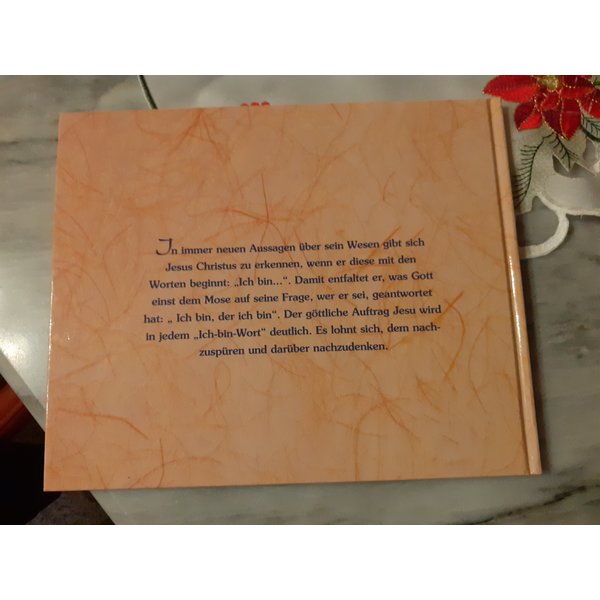 In immer neuen Aussagen über sein Wesen gibt sich
Jesus Christus zu erkennen, wenn er diese mit den
Worten beginnt: „Ich bin...“. Damit entfaltet er, was Gott
einst dem Mose auf seine Frage, wer er sei, geantwortet
hat: „ Ich bin, der ich bin“. Der göttliche Auftrag Jesu wird
in jedem „Ich-bin-Wort“ deutlich. Es lohnt sich, dem nach-
zuspüren und darüber nachzudenken.